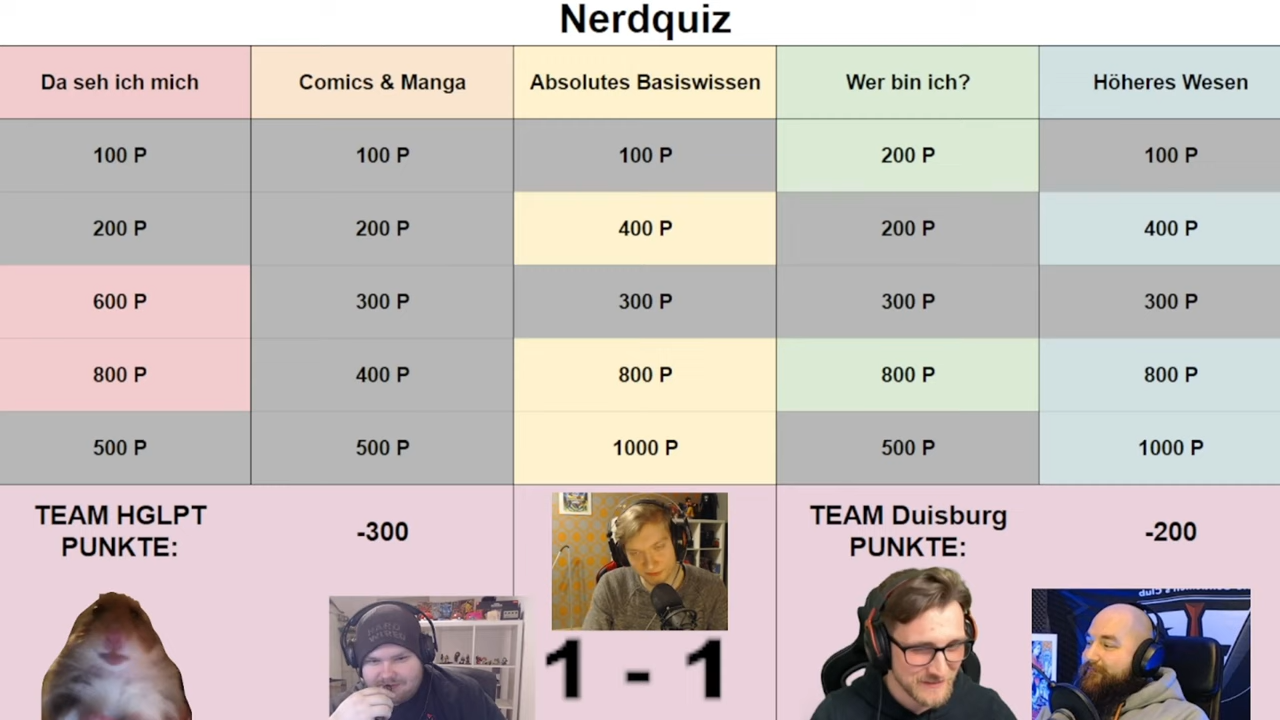 Nerdquiz
Da seh ich mich
Comics & Manga
Absolutes Basiswissen
Wer bin ich?
Höheres Wesen
100 P
100 P
100 P
200 P
100 P
200 P
200 P
400 P
200 P
400 P
600 P
300 P
300 P
300 P
300 P
800 P
400 P
800 P
800 P
800 P
500 P
500 P
1000 P
500 P
1000 P
TEAM HGLPT
PUNKTE:
-300
TEAM Duisburg
PUNKTE:
-200
HARD
WIRED
1 - 1